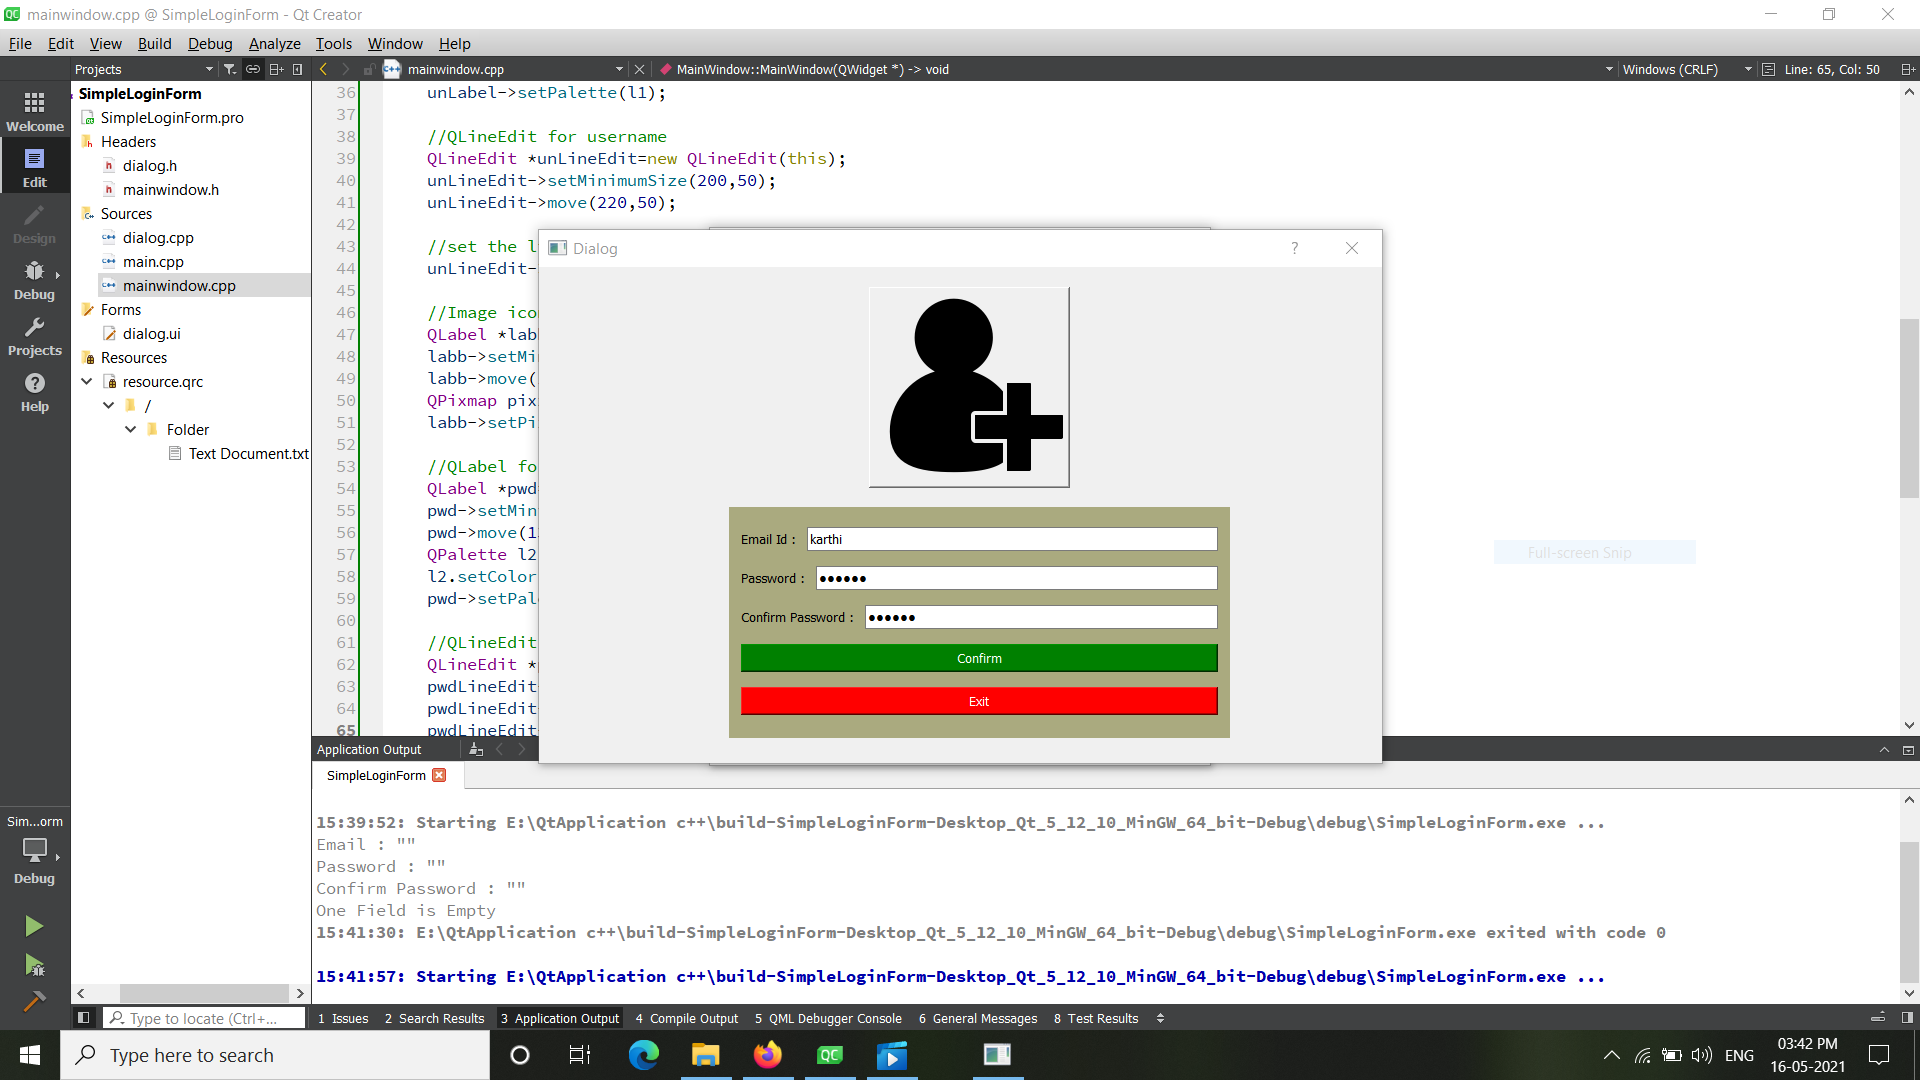 mainwindow.cpp @ SimpleLoginForm - Qt Creator
File Edit View Build Debug Analyze Tools Window Help
Projects
mainwindow.cpp
MainWindow::MainWindow(QWidget *) -> void
Windows (CRLF)
Line: 65, Col: 50
Welcome
Edit
Design
Debug
Projects
Help
SimpleLoginForm
SimpleLoginForm.pro
Headers
dialog.h
mainwindow.h
Sources
dialog.cpp
main.cpp
mainwindow.cpp
Forms
dialog.ui
Resources
resource.qrc
/
Folder
Text Document.txt
36 unLabel->setPalette(l1);
37
38 //QLineEdit for username
39 QLineEdit *unLineEdit=new QLineEdit(this);
40 unLineEdit->setMinimumSize(200,50);
41 unLineEdit->move(220,50);
42
43 //set the l
44 unLineEdit-
45
46 //Image ico
47 QLabel *lab
48 labb->setMi
49 labb->move(
50 QPixmap pix
51 labb->setPi
52
53 //QLabel fo
54 QLabel *pwd
55 pwd->setMin
56 pwd->move(1
57 QPalette l2
58 l2.setColor
59 pwd->setPal
60
61 //QLineEdit
62 QLineEdit *
63 pwdLineEdit
64 pwdLineEdit
65 pwdLineEdit
Dialog
?
Email Id :
karthi
Password :
●●●●●●
Confirm Password :
●●●●●●
Confirm
Exit
Full-screen Snip
Application Output
SimpleLoginForm
15:39:52: Starting E:\QtApplication c++\build-SimpleLoginForm-Desktop_Qt_5_12_10_MinGW_64_bit-Debug\debug\SimpleLoginForm.exe ...
Email : ""
Password : ""
Confirm Password : ""
One Field is Empty
15:41:30: E:\QtApplication c++\build-SimpleLoginForm-Desktop_Qt_5_12_10_MinGW_64_bit-Debug\debug\SimpleLoginForm.exe exited with code 0
15:41:57: Starting E:\QtApplication c++\build-SimpleLoginForm-Desktop_Qt_5_12_10_MinGW_64_bit-Debug\debug\SimpleLoginForm.exe ...
Sim...orm
Debug
Type to locate (Ctrl+...
1 Issues 2 Search Results 3 Application Output 4 Compile Output 5 QML Debugger Console 6 General Messages 8 Test Results
Type here to search
QC
ENG
03:42 PM
16-05-2021